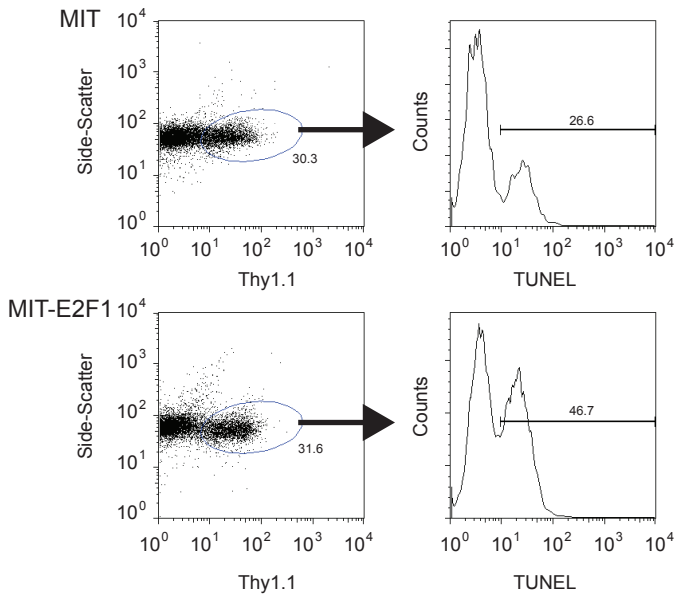 MIT
Side-Scatter
10⁴
10³
10²
10¹
10⁰
10⁰ 10¹ 10² 10³ 10⁴
Thy1.1
30.3
Counts
26.6
10⁰ 10¹ 10² 10³ 10⁴
TUNEL
MIT-E2F1
Side-Scatter
10⁴
10³
10²
10¹
10⁰
10⁰ 10¹ 10² 10³ 10⁴
Thy1.1
31.6
Counts
46.7
10⁰ 10¹ 10² 10³ 10⁴
TUNEL